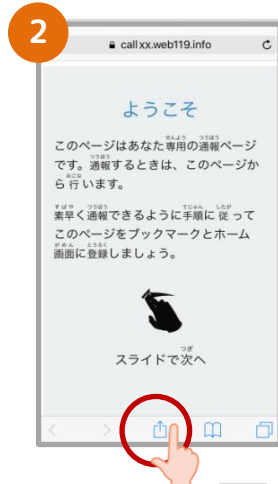 2
callxx.web119.info
ようこそ
このページはあなた専用の通報ページ
です。通報するときは、このページか
ら行います。
素早く通報できるように手順に従って
このページをブックマークとホーム
画面に登録しましょう。
スライドで次へ